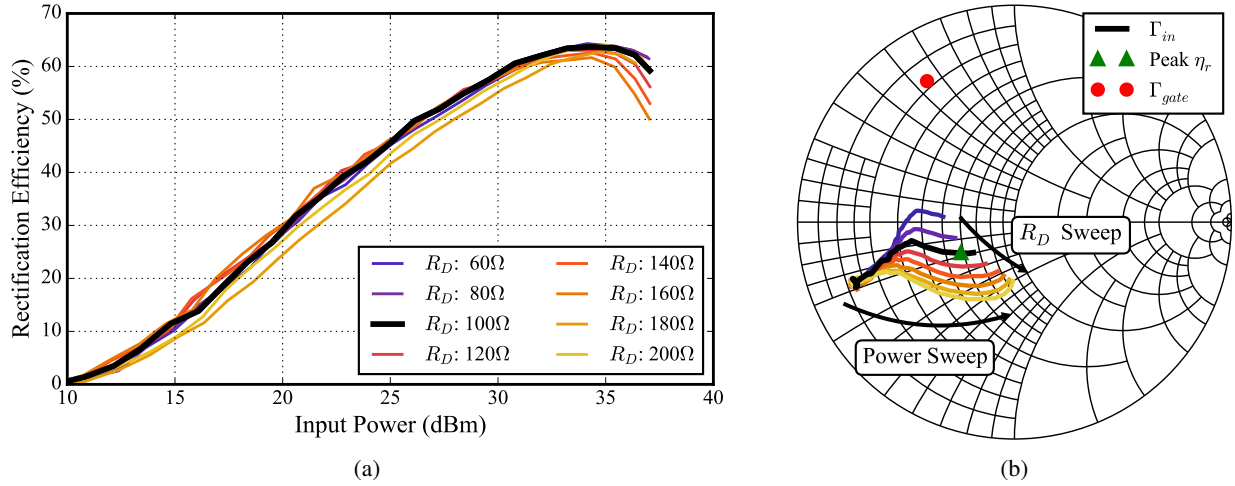 70
60
50
40
30
20
10
0
10
15
20
25
30
35
40
Rectification Efficiency (%)
Input Power (dBm)
R_D: 60Ω
R_D: 80Ω
R_D: 100Ω
R_D: 120Ω
R_D: 140Ω
R_D: 160Ω
R_D: 180Ω
R_D: 200Ω
(a)
Γ_in
Peak η_r
Γ_gate
R_D Sweep
Power Sweep
(b)